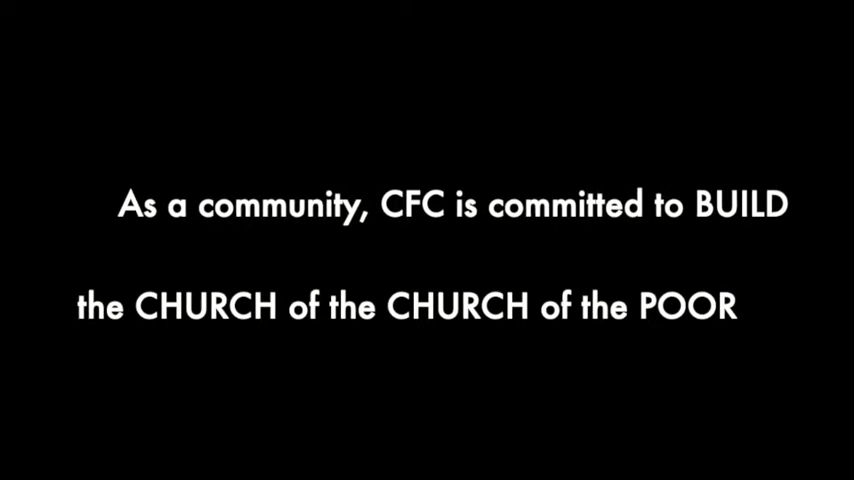 As a community, CFC is committed to BUILD
the CHURCH of the CHURCH of the POOR